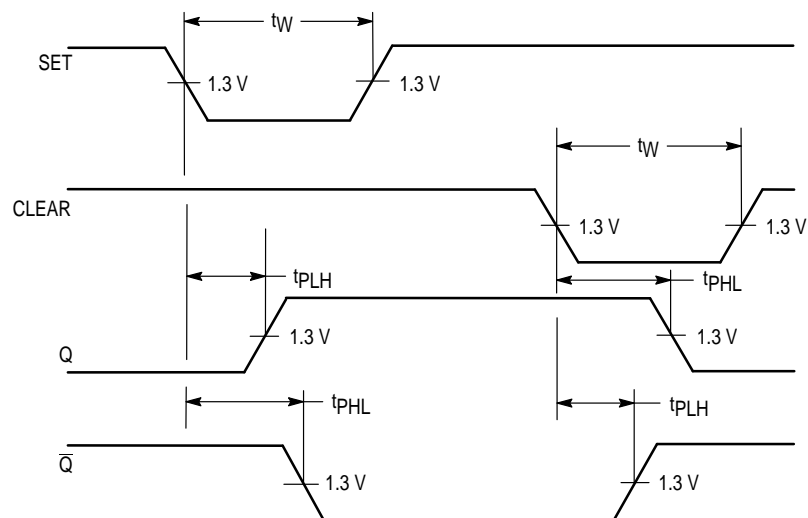 tW
SET
1.3 V 1.3 V
tW
CLEAR
1.3 V 1.3 V
tPLH tPHL
1.3 V 1.3 V
Q
tPHL tPLH
Q̅
1.3 V 1.3 V